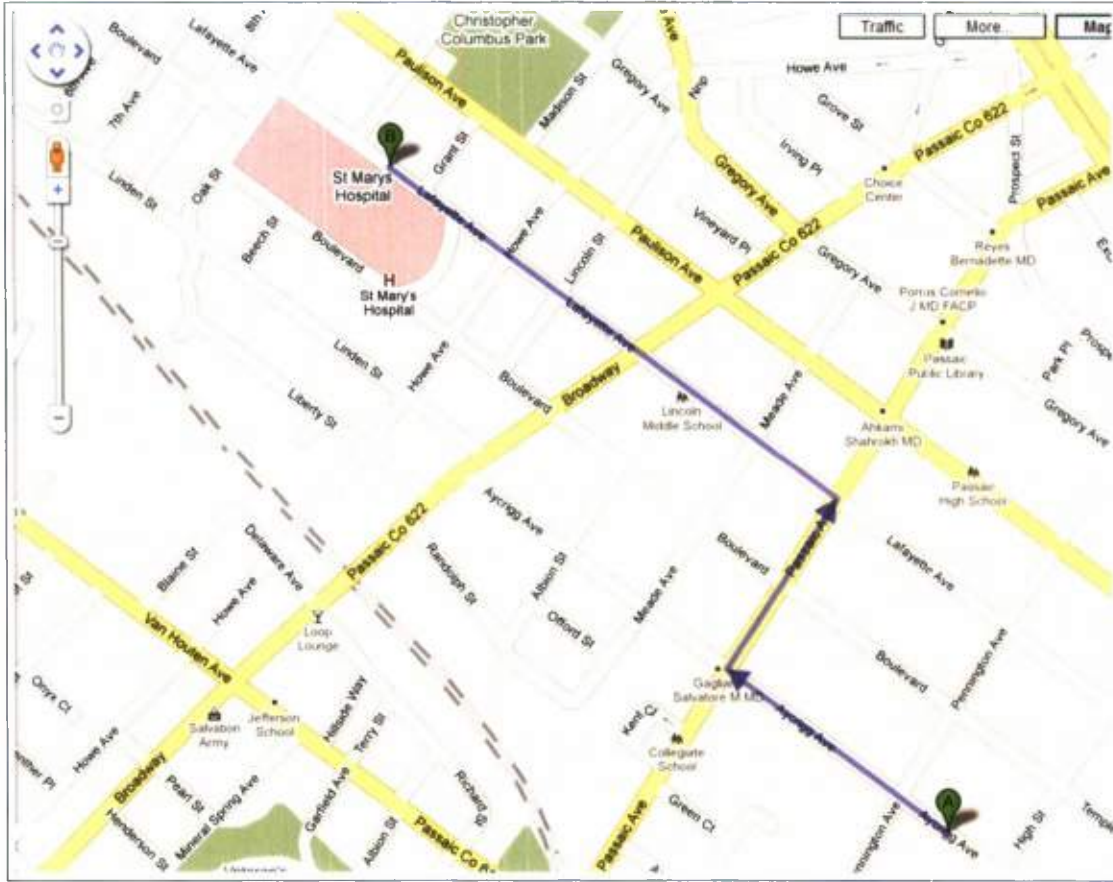 Christopher
Columbus Park
Traffic
More...
Map
Boulevard
Lafayette Ave
8th
Paulison Ave
Madison St
Gregory Ave
Howe Ave
Grove St
7th Ave
Grant St
Irving Pl
Passaic Co 622
Prospect St
B
St Marys
Hospital
Choice
Center
Linden St
Oak St
Lafayette Ave
Howe Ave
Gregory Ave
Passaic Ave
Vineyard Pl
Beech St
Boulevard
Lincoln St
Paulison Ave
Passaic Co 622
Gregory Ave
Reyes
Bernadette MD
H
St Mary's
Hospital
Lafayette Ave
J MD FACP
Passaic
Public Library
Park Pl
Linden St
Howe Ave
Boulevard
Broadway
Liberty St
Lincoln
Middle School
Meade Ave
Ahkami
Shahrokh MD
Gregory Ave
Passaic
High School
Aycrigg Ave
Passaic Co 622
Delaware Ave
Blaine St
Howe Ave
Randolph St
Albion St
Offord St
Meade Ave
Boulevard
Lafayette Ave
Van Houten Ave
Loop
Lounge
Boulevard
Pennington Ave
Salvatore M MD
Onyx Ct
Howe Ave
Salvation
Army
Jefferson
School
Hillside Way
Terry St
Kent Ct
Collegiate
School
Aycrigg Ave
Broadway
Pearl St
Henderson St
Mineral Spring Ave
Garfield Ave
Albion St
Richard St
Passaic Co
Passaic Ave
Green Ct
A
Aycrigg Ave
High St